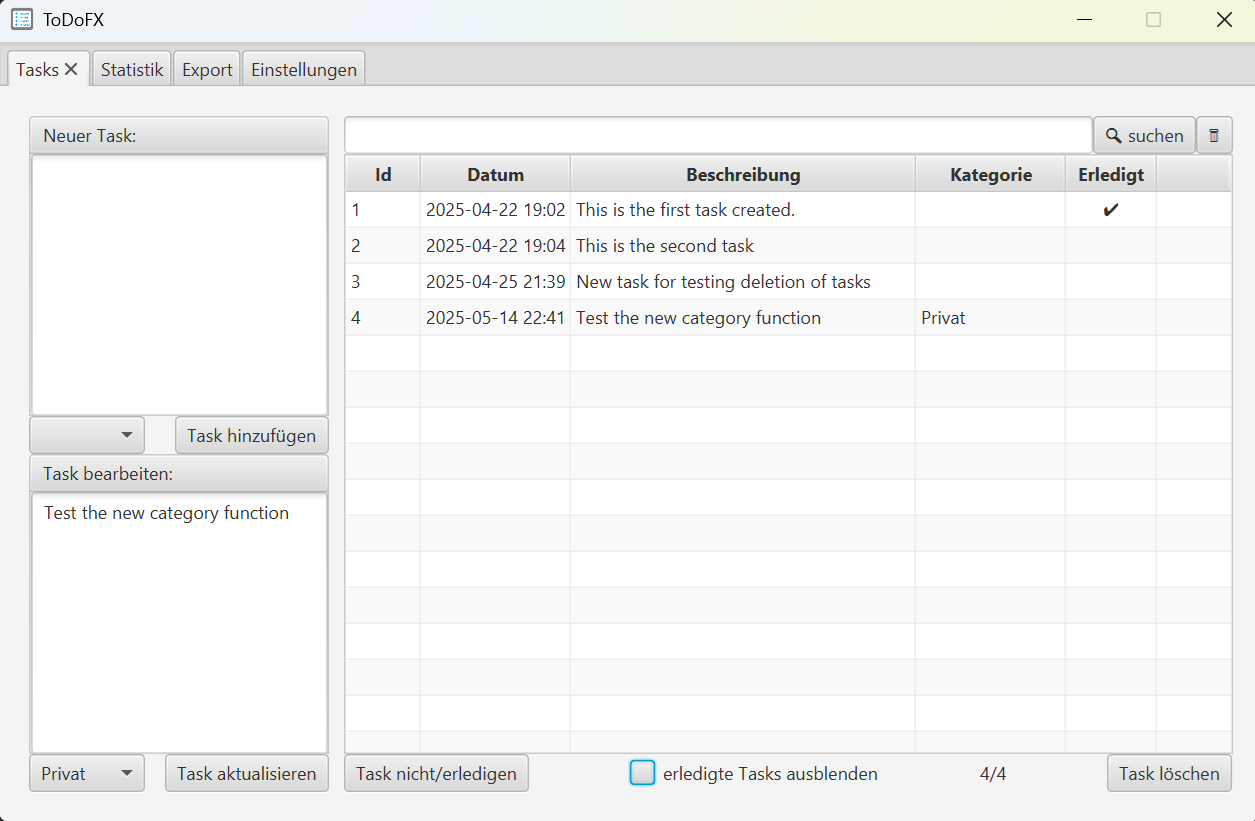 ToDoFX
Tasks Statistik Export Einstellungen
Neuer Task:
suchen
Id Datum Beschreibung Kategorie Erledigt
1 2025-04-22 19:02 This is the first task created. ✔
2 2025-04-22 19:04 This is the second task
3 2025-04-25 21:39 New task for testing deletion of tasks
4 2025-05-14 22:41 Test the new category function Privat
Task hinzufügen
Task bearbeiten:
Test the new category function
Privat Task aktualisieren Task nicht/erledigen erledigte Tasks ausblenden 4/4 Task löschen